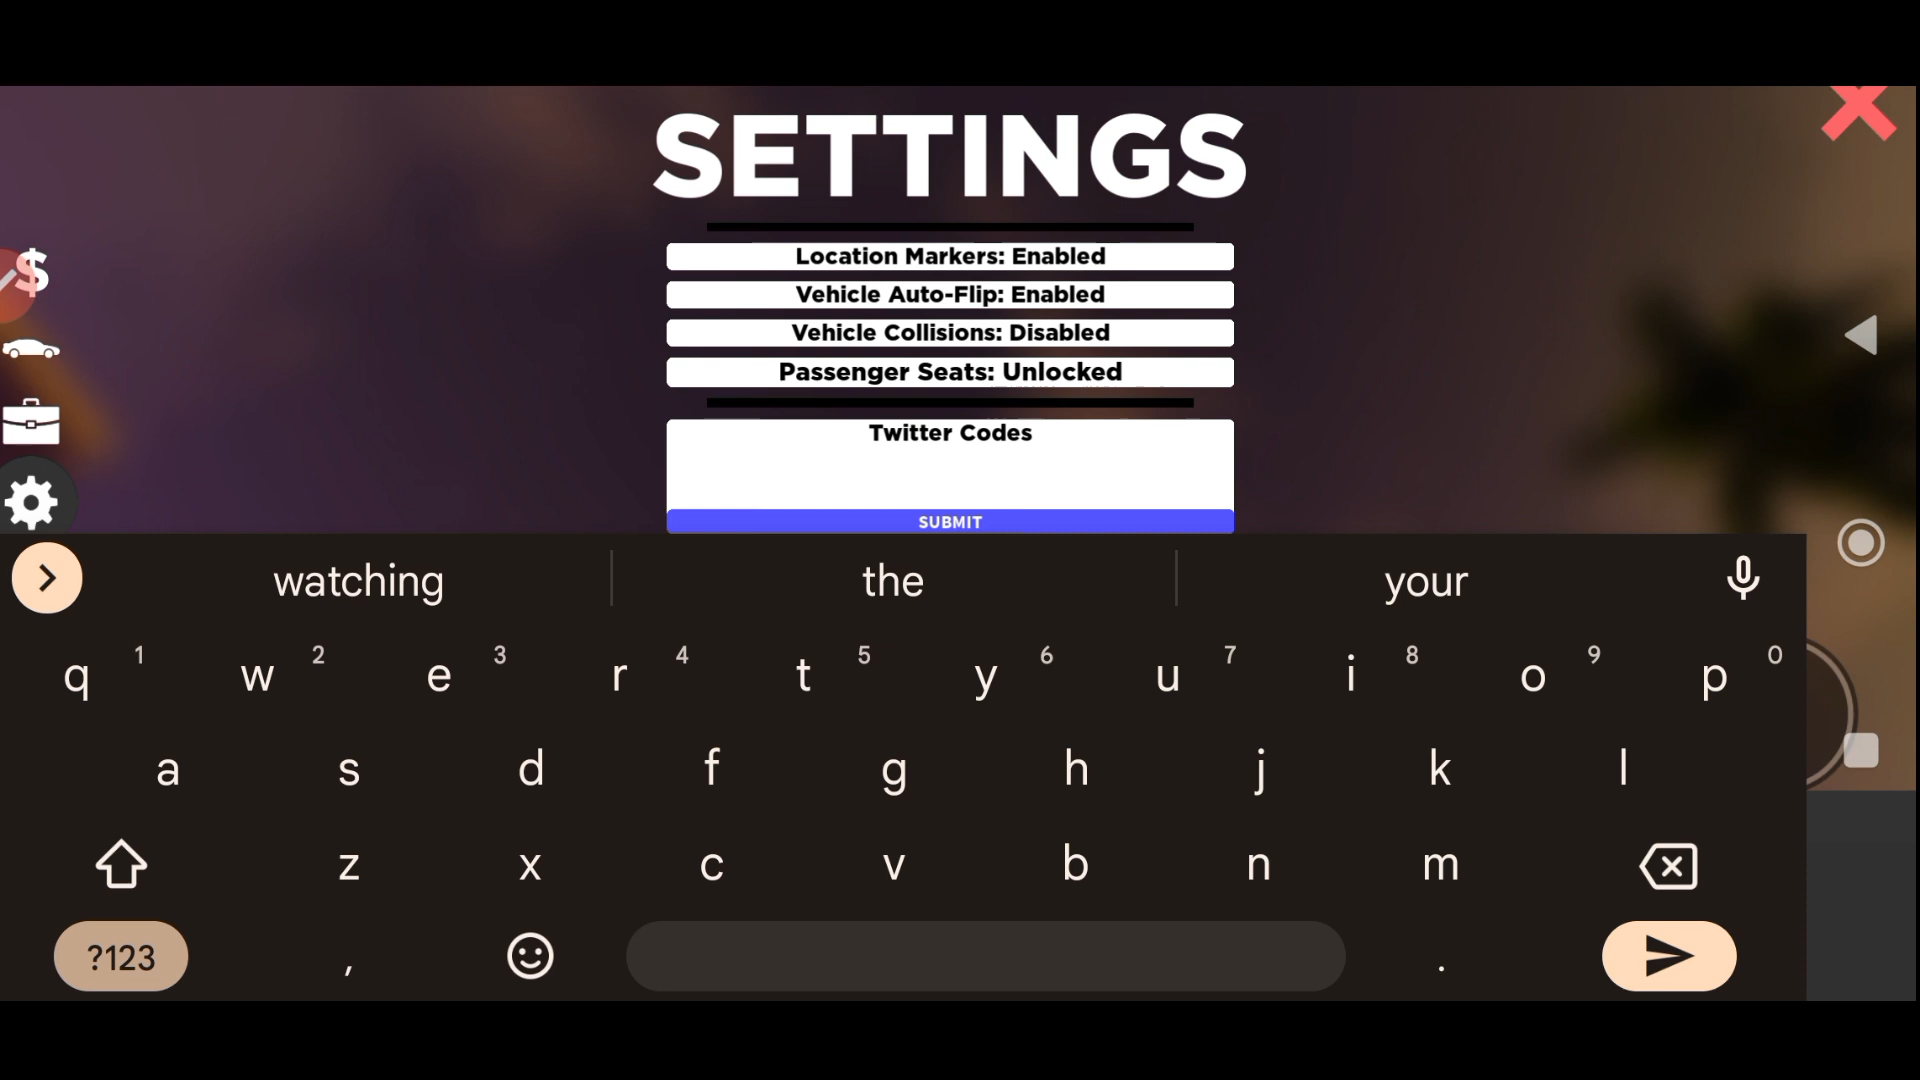 SETTINGS
Location Markers: Enabled
Vehicle Auto-Flip: Enabled
Vehicle Collisions: Disabled
Passenger Seats: Unlocked
Twitter Codes
SUBMIT
$
watching the your
q 1 w 2 e 3 r 4 t 5 y 6 u 7 i 8 o 9 p 0
a s d f g h j k l
z x c v b n m
?123 , .